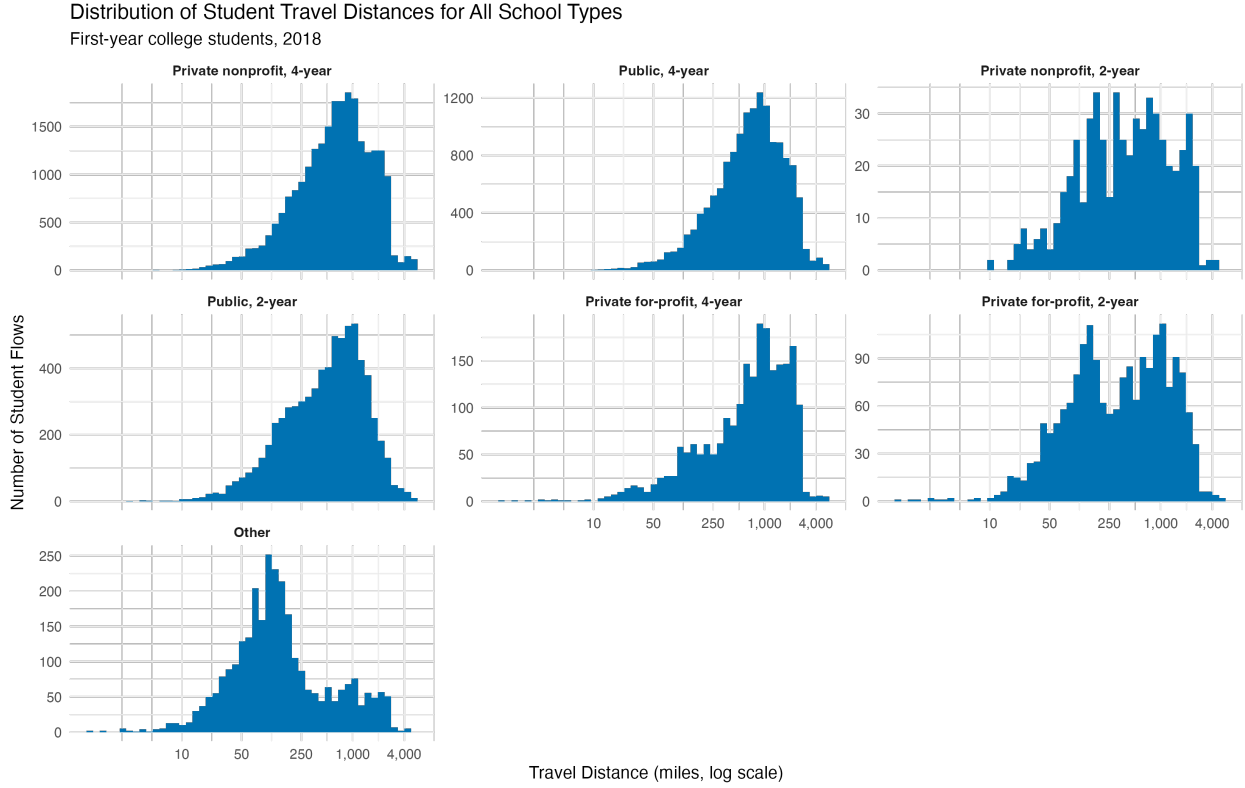 Distribution of Student Travel Distances for All School Types
First-year college students, 2018
Private nonprofit, 4-year
Public, 4-year
Private nonprofit, 2-year
1500
1000
500
0
1200
800
400
0
30
20
10
0
Public, 2-year
Private for-profit, 4-year
Private for-profit, 2-year
400
200
0
150
100
50
0
90
60
30
0
10 50 250 1,000 4,000
10 50 250 1,000 4,000
Other
250
200
150
100
50
0
10 50 250 1,000 4,000
Number of Student Flows
Travel Distance (miles, log scale)